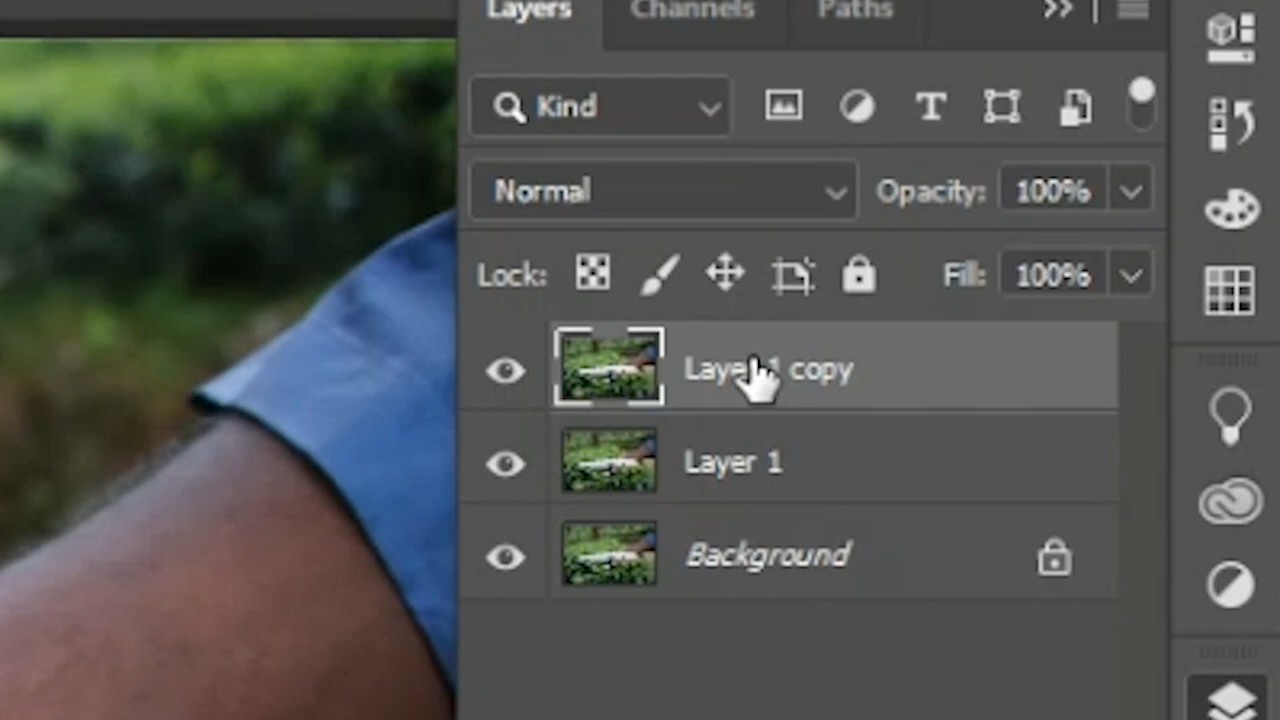 Layers Channels Paths
Kind
Normal Opacity: 100%
Lock: Fill: 100%
Layer 1 copy
Layer 1
Background